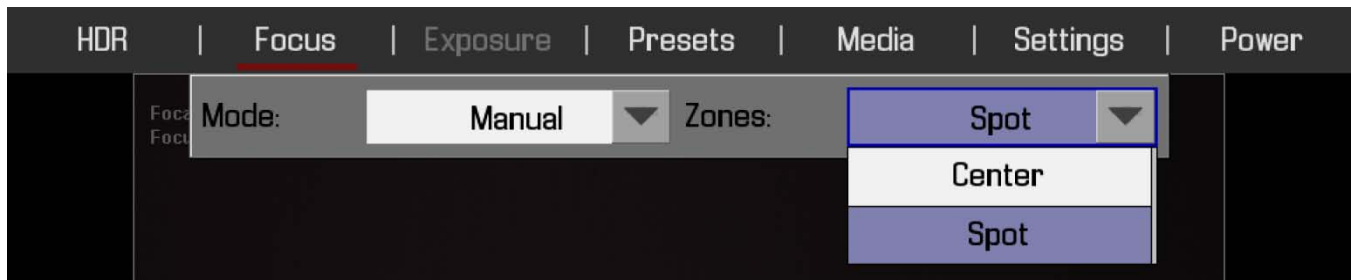 HDR | Focus | Exposure | Presets | Media | Settings | Power
Mode: Manual Zones: Spot
Center
Spot